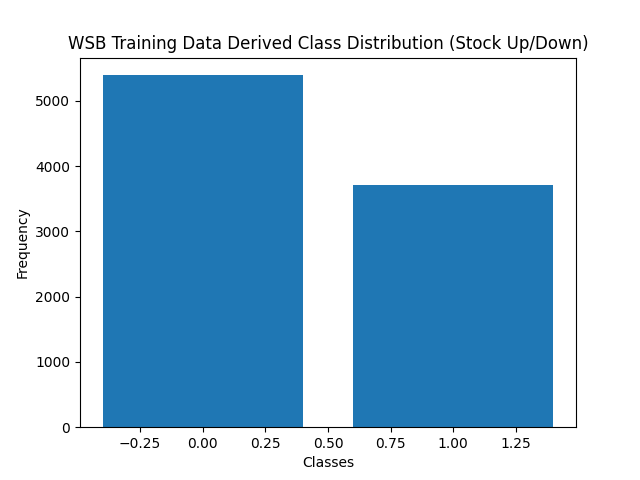 WSB Training Data Derived Class Distribution (Stock Up/Down)
5000
4000
3000
2000
1000
0
Frequency
−0.25 0.00 0.25 0.50 0.75 1.00 1.25
Classes